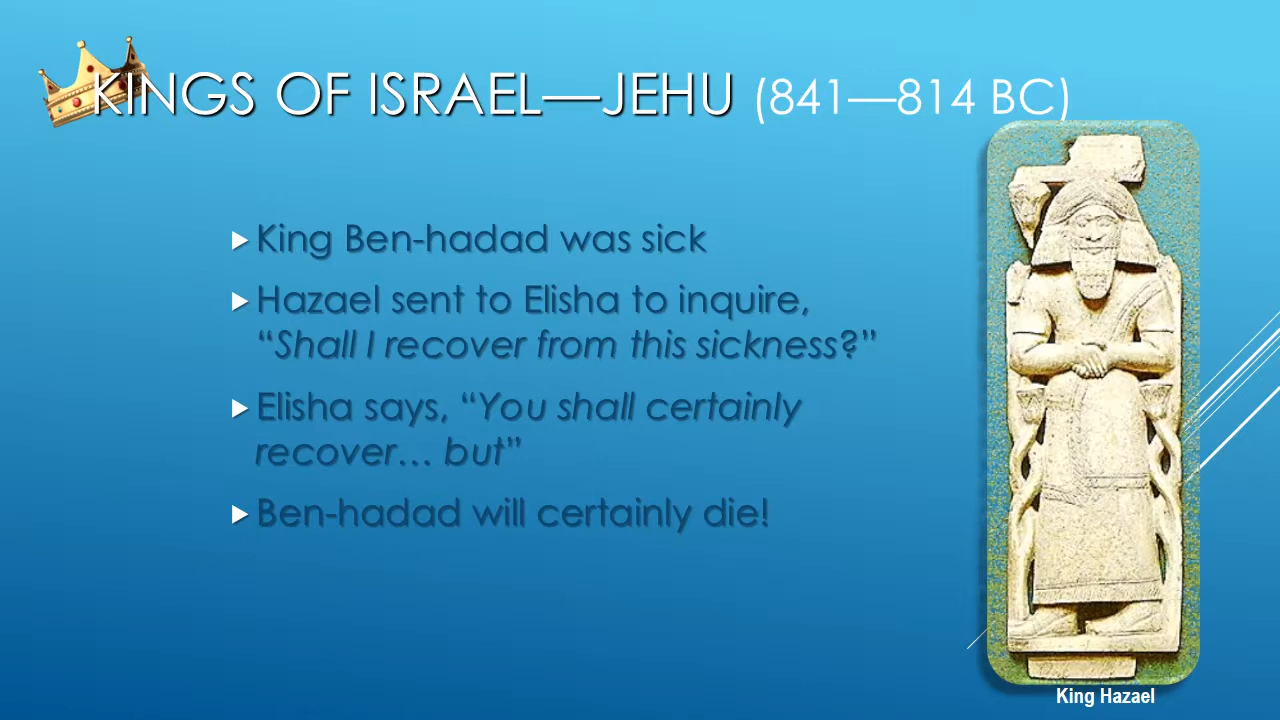 KINGS OF ISRAEL—JEHU (841—814 BC)
King Ben-hadad was sick
Hazael sent to Elisha to inquire,
“Shall I recover from this sickness?”
Elisha says, “You shall certainly
recover… but”
Ben-hadad will certainly die!
King Hazael